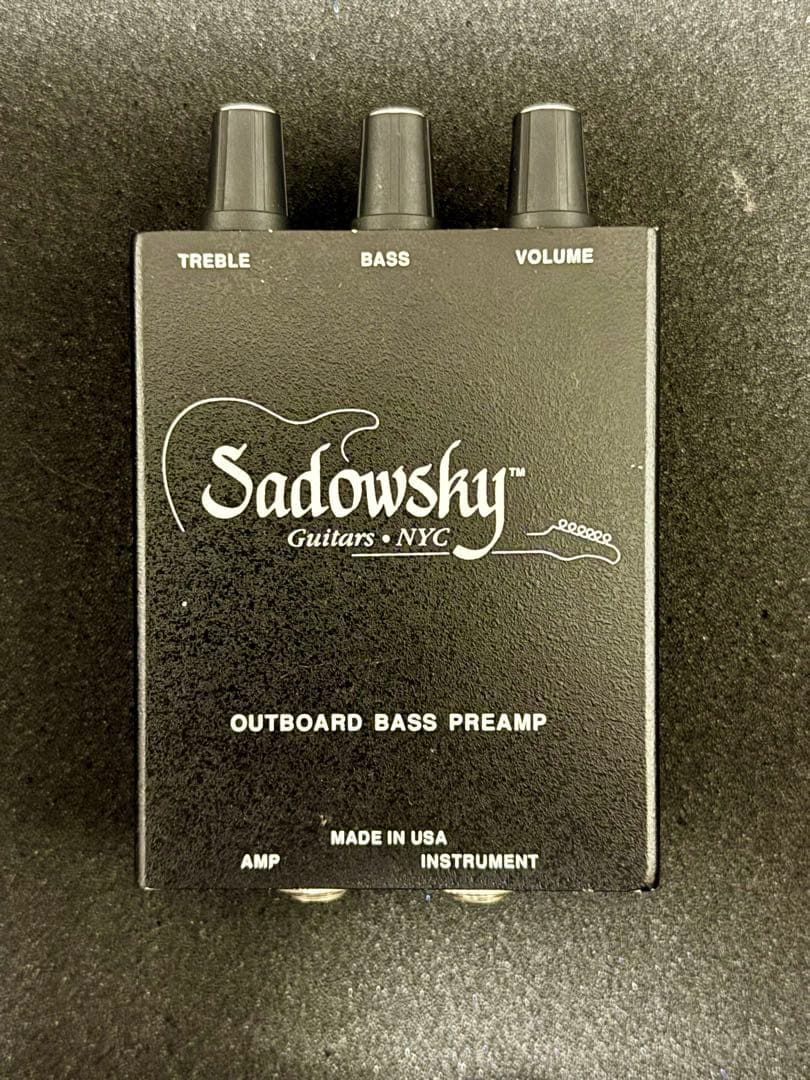 TREBLE BASS VOLUME
Sadowsky™
Guitars • NYC
OUTBOARD BASS PREAMP
MADE IN USA
AMP INSTRUMENT